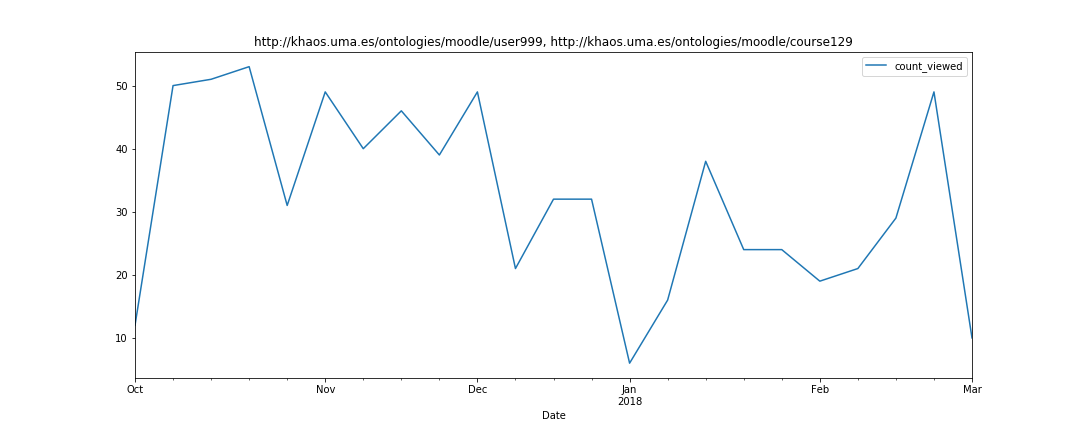 http://khaos.uma.es/ontologies/moodle/user999, http://khaos.uma.es/ontologies/moodle/course129
count_viewed
50
40
30
20
10
Oct Nov Dec Jan Feb Mar
2018
Date